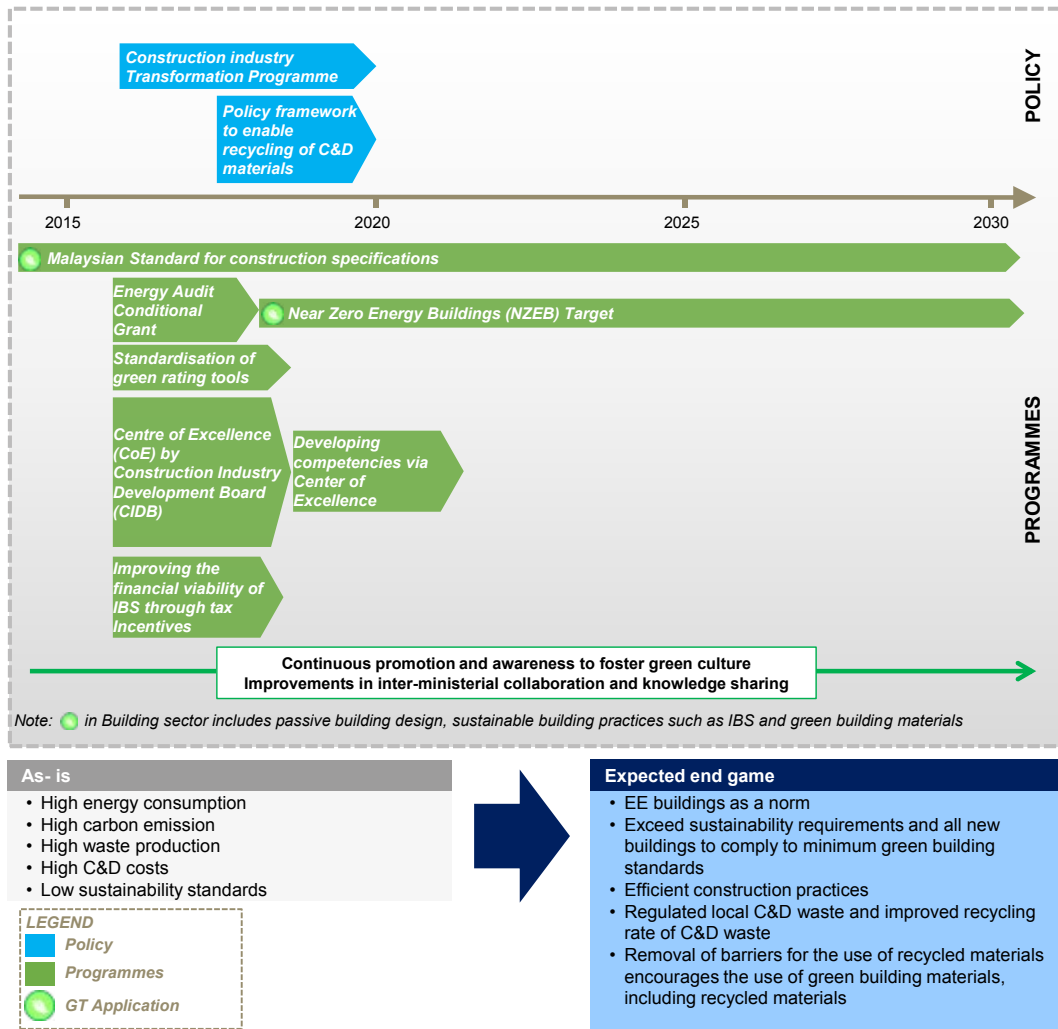 Construction industry
Transformation Programme
Policy framework
to enable
recycling of C&D
materials
POLICY
2015
2020
2025
2030
Malaysian Standard for construction specifications
Energy Audit
Conditional
Grant
Near Zero Energy Buildings (NZEB) Target
Standardisation of
green rating tools
Centre of Excellence
(CoE) by
Construction Industry
Development Board
(CIDB)
Developing
competencies via
Center of
Excellence
Improving the
financial viability of
IBS through tax
Incentives
PROGRAMMES
Continuous promotion and awareness to foster green culture
Improvements in inter-ministerial collaboration and knowledge sharing
Note: in Building sector includes passive building design, sustainable building practices such as IBS and green building materials
As- is
• High energy consumption
• High carbon emission
• High waste production
• High C&D costs
• Low sustainability standards
Expected end game
• EE buildings as a norm
• Exceed sustainability requirements and all new
buildings to comply to minimum green building
standards
• Efficient construction practices
• Regulated local C&D waste and improved recycling
rate of C&D waste
• Removal of barriers for the use of recycled materials
encourages the use of green building materials,
including recycled materials
LEGEND
Policy
Programmes
GT Application